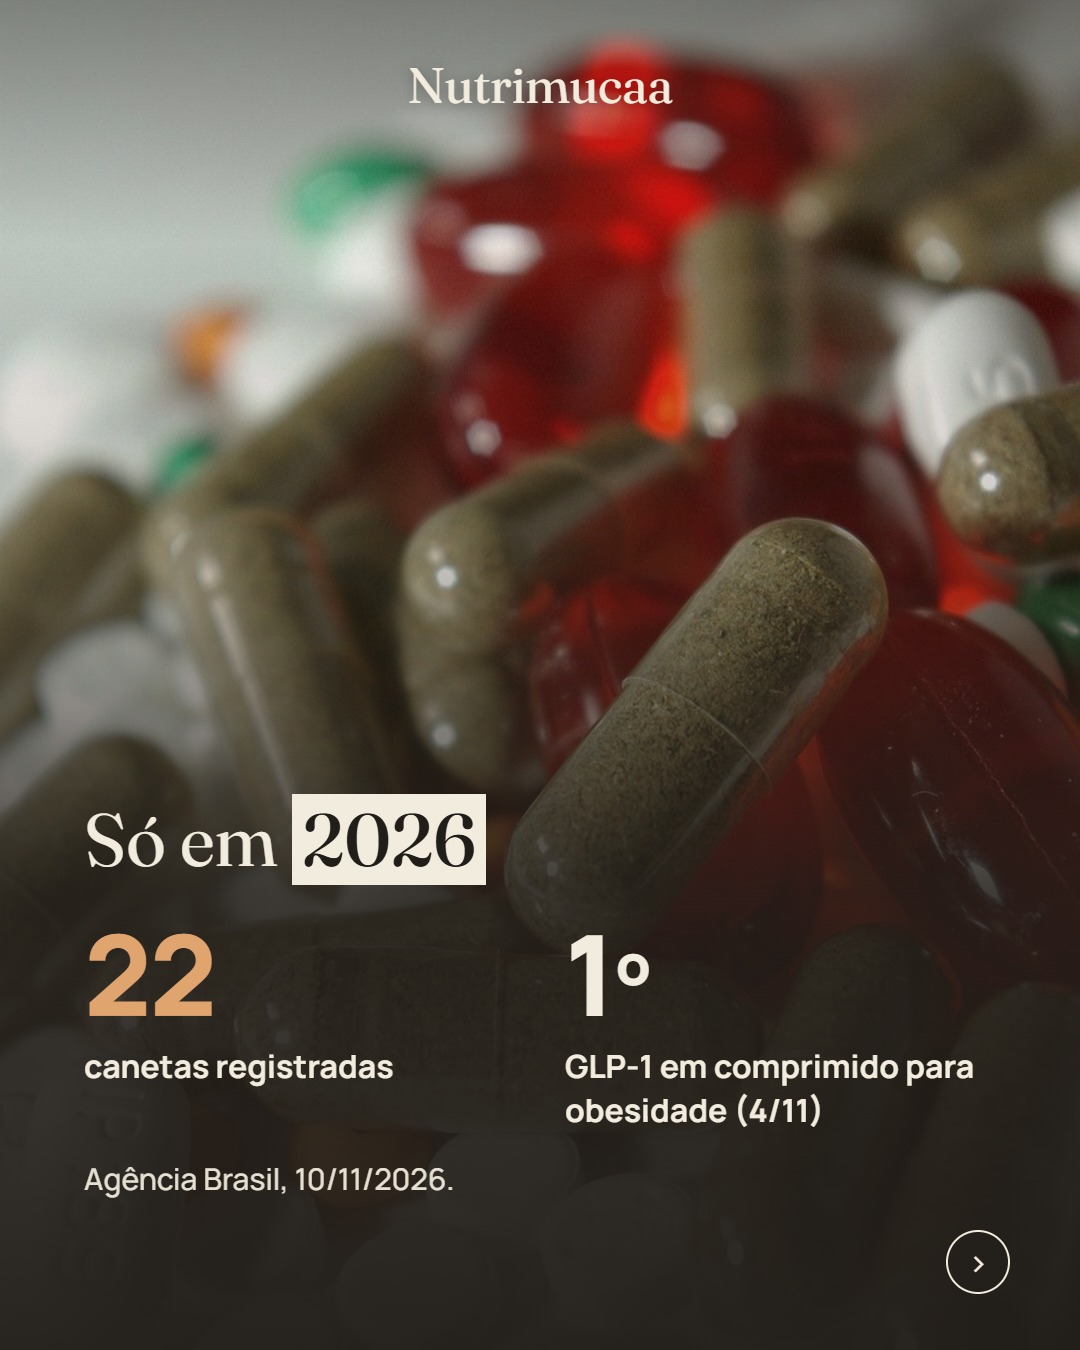 Nutrimucaa
Só em 2026
22
canetas registradas
1º
GLP-1 em comprimido para
obesidade (4/11)
Agência Brasil, 10/11/2026.